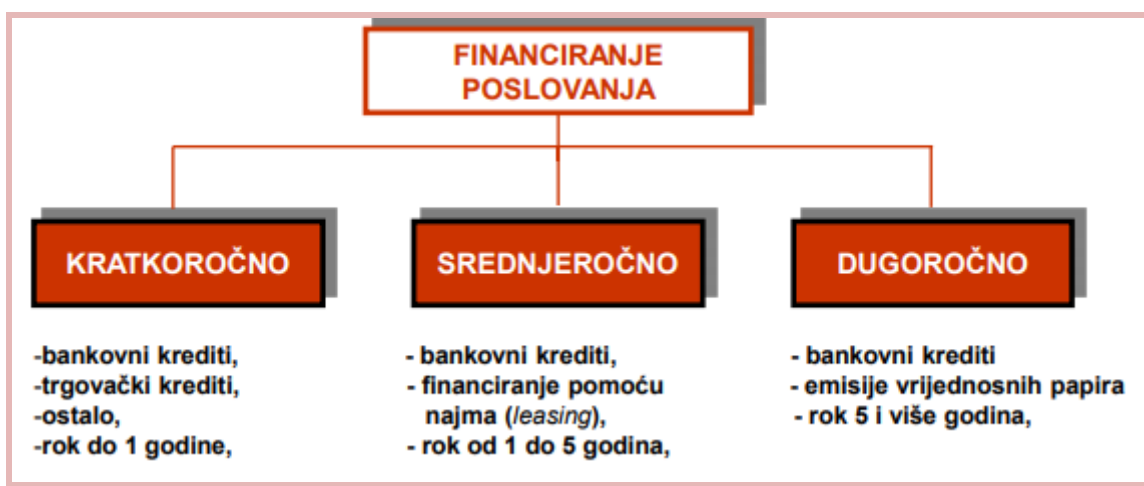 FINANCIRANJE
POSLOVANJA
KRATKOROČNO
-bankovni krediti,
-trgovački krediti,
-ostalo,
-rok do 1 godine,
SREDNJEROČNO
- bankovni krediti,
- financiranje pomoću
najma (leasing),
- rok od 1 do 5 godina,
DUGOROČNO
- bankovni krediti
- emisije vrijednosnih papira
- rok 5 i više godina,